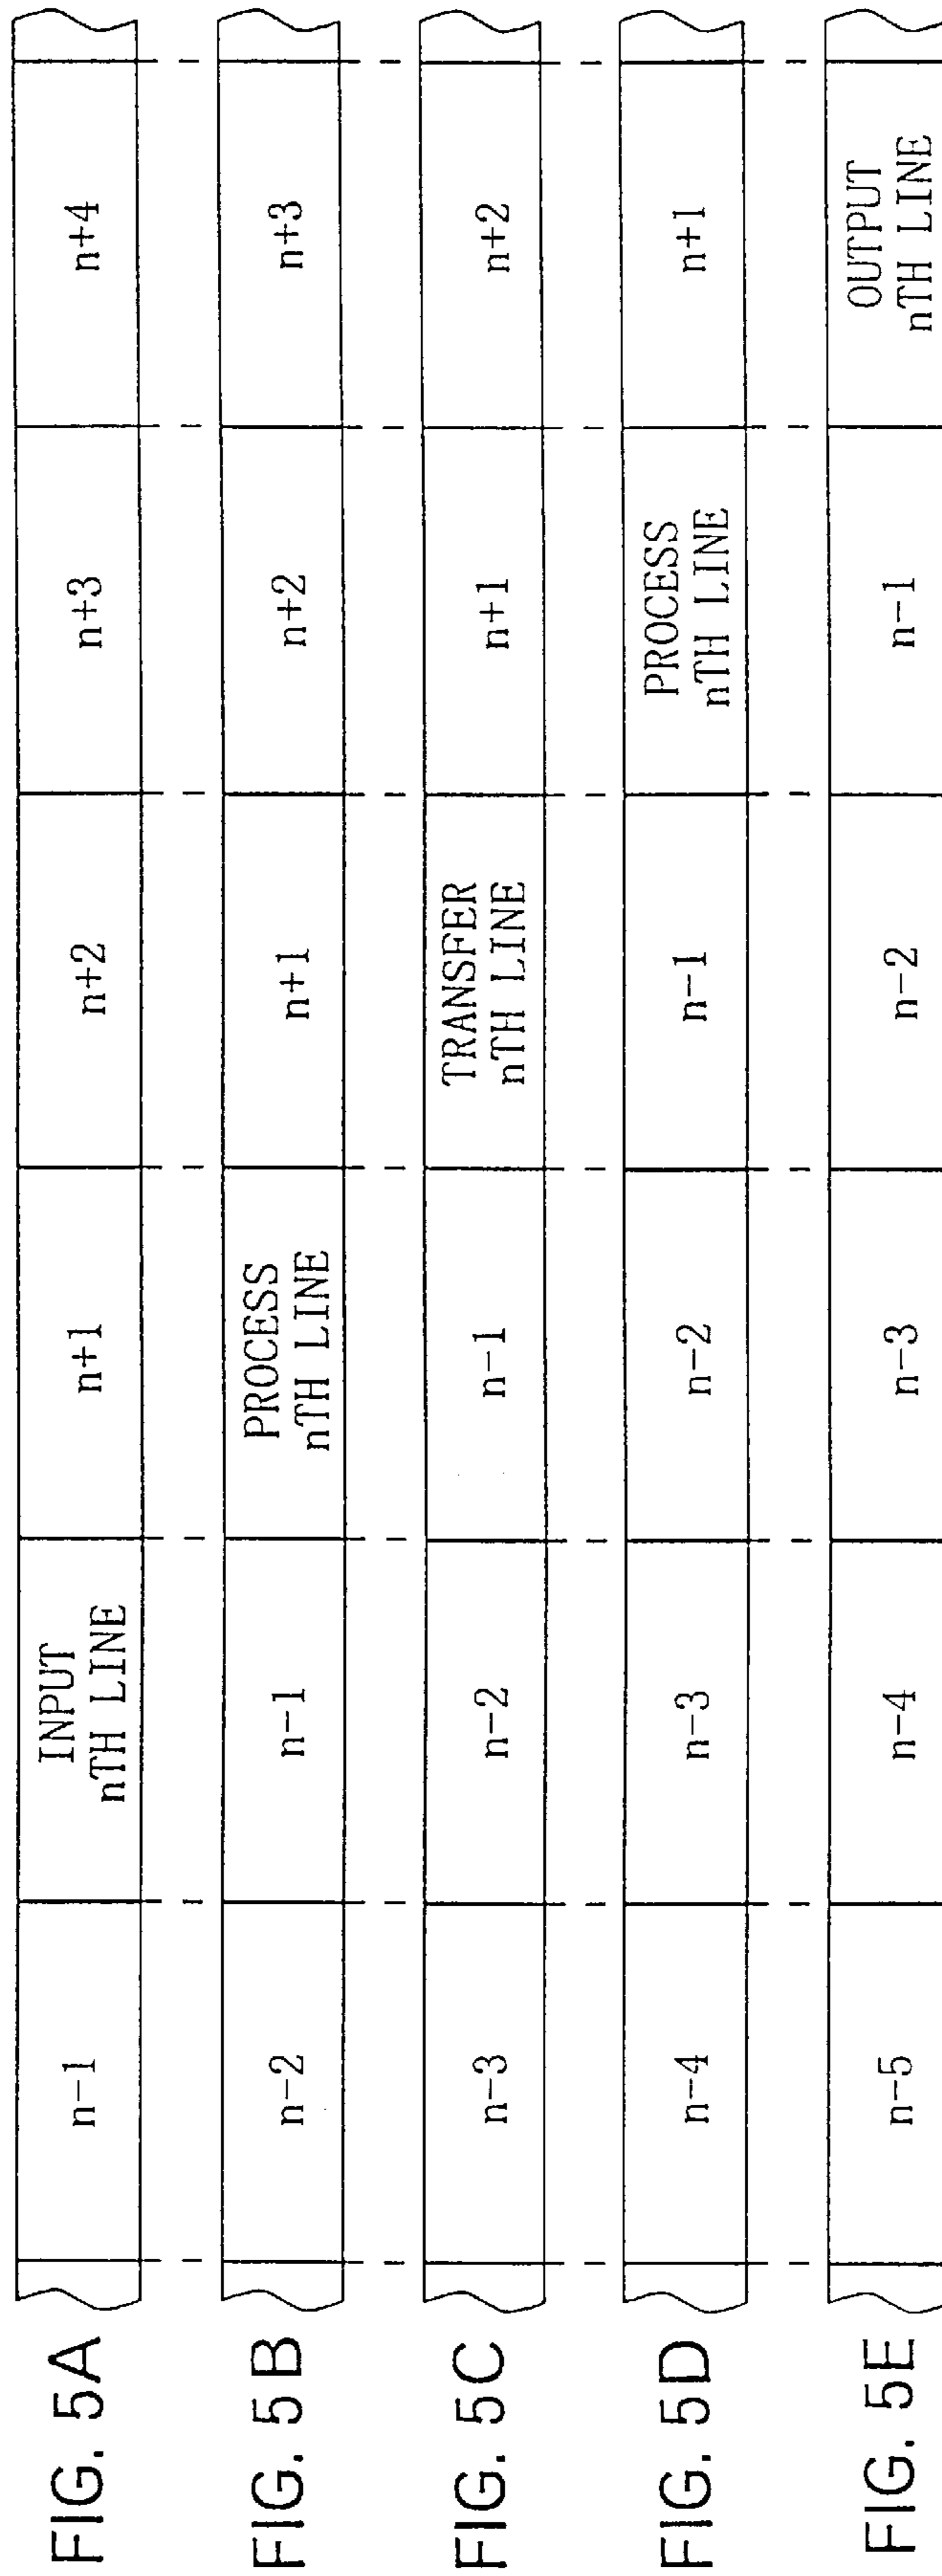 FIG. 5A
n-1
INPUT
nTH LINE
n+1
n+2
n+3
n+4
FIG. 5B
n-2
n-1
PROCESS
nTH LINE
n+1
n+2
n+3
FIG. 5C
n-3
n-2
n-1
TRANSFER
nTH LINE
n+1
n+2
FIG. 5D
n-4
n-3
n-2
n-1
PROCESS
nTH LINE
n+1
FIG. 5E
n-5
n-4
n-3
n-2
n-1
OUTPUT
nTH LINE